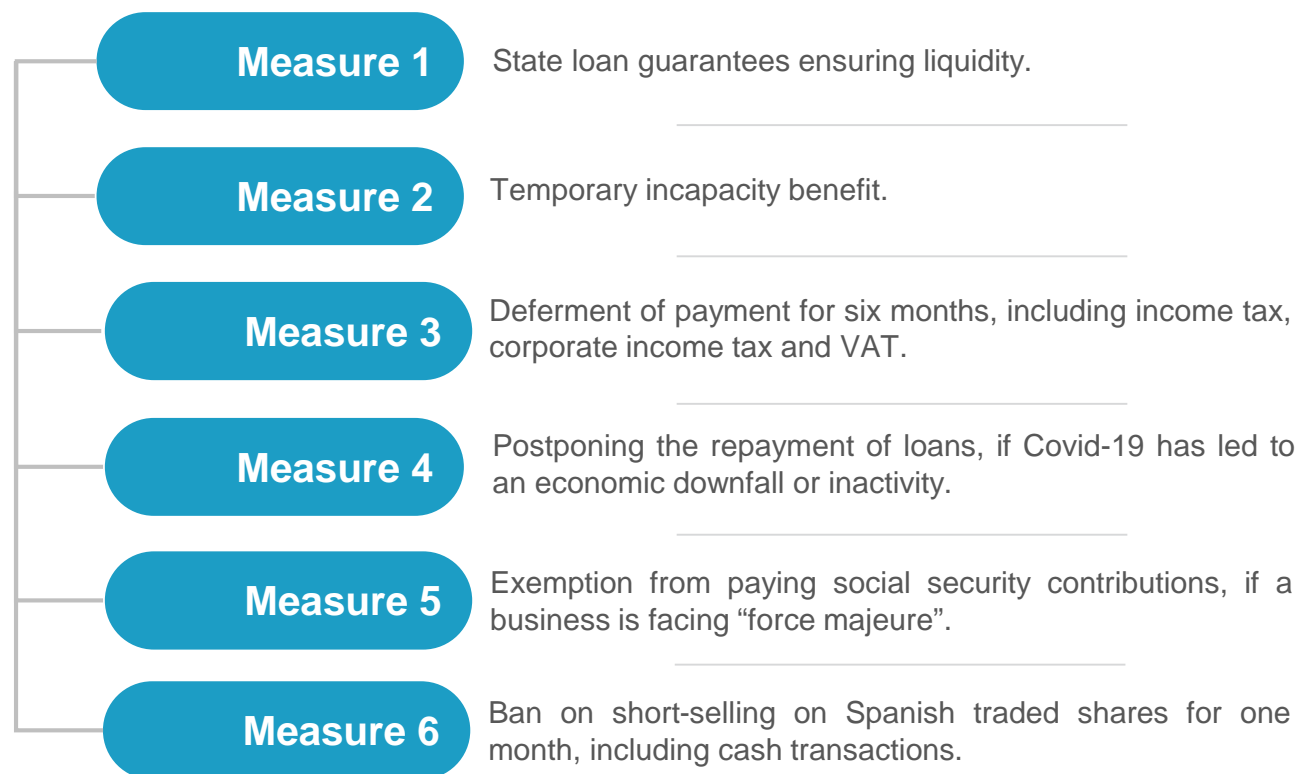 Measure 1
State loan guarantees ensuring liquidity.
Measure 2
Temporary incapacity benefit.
Measure 3
Deferment of payment for six months, including income tax,
corporate income tax and VAT.
Measure 4
Postponing the repayment of loans, if Covid-19 has led to
an economic downfall or inactivity.
Measure 5
Exemption from paying social security contributions, if a
business is facing “force majeure”.
Measure 6
Ban on short-selling on Spanish traded shares for one
month, including cash transactions.